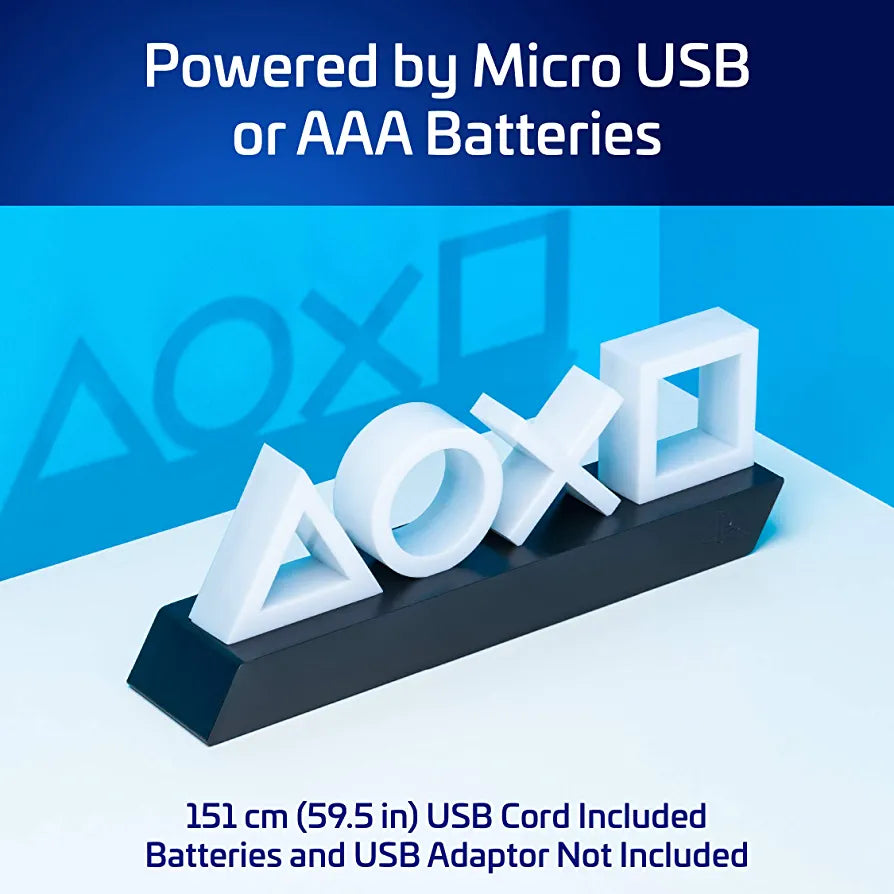 Powered by Micro USB
or AAA Batteries
151 cm (59.5 in) USB Cord Included
Batteries and USB Adaptor Not Included